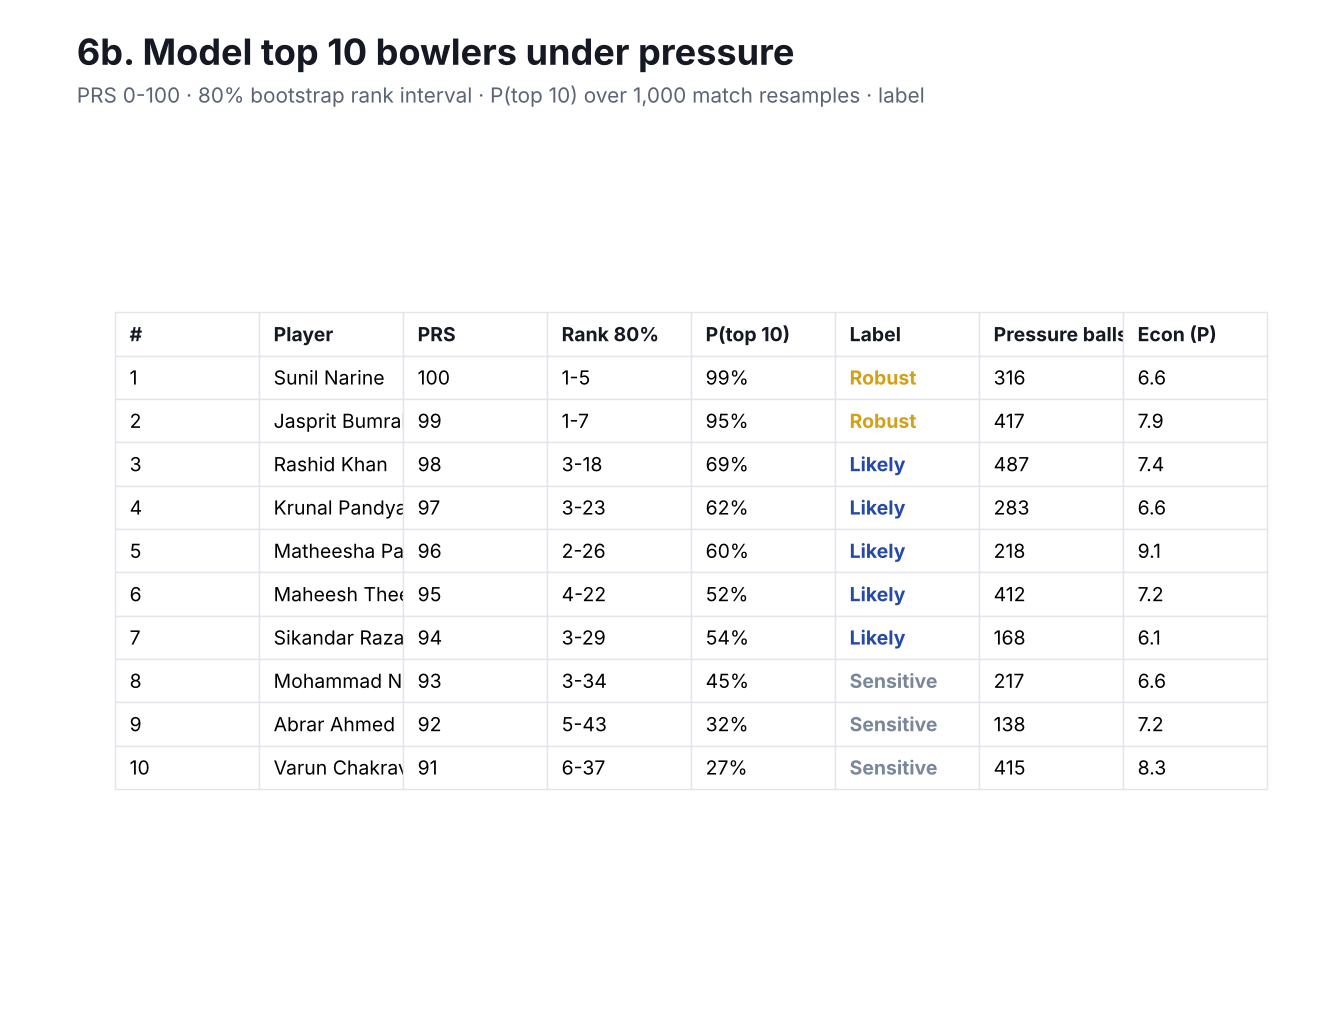 6b. Model top 10 bowlers under pressure
PRS 0-100 · 80% bootstrap rank interval · P(top 10) over 1,000 match resamples · label
# Player PRS Rank 80% P(top 10) Label Pressure balls Econ (P)
1 Sunil Narine 100 1-5 99% Robust 316 6.6
2 Jasprit Bumra 99 1-7 95% Robust 417 7.9
3 Rashid Khan 98 3-18 69% Likely 487 7.4
4 Krunal Pandya 97 3-23 62% Likely 283 6.6
5 Matheesha Pa 96 2-26 60% Likely 218 9.1
6 Maheesh Thee 95 4-22 52% Likely 412 7.2
7 Sikandar Raza 94 3-29 54% Likely 168 6.1
8 Mohammad N 93 3-34 45% Sensitive 217 6.6
9 Abrar Ahmed 92 5-43 32% Sensitive 138 7.2
10 Varun Chakrav 91 6-37 27% Sensitive 415 8.3